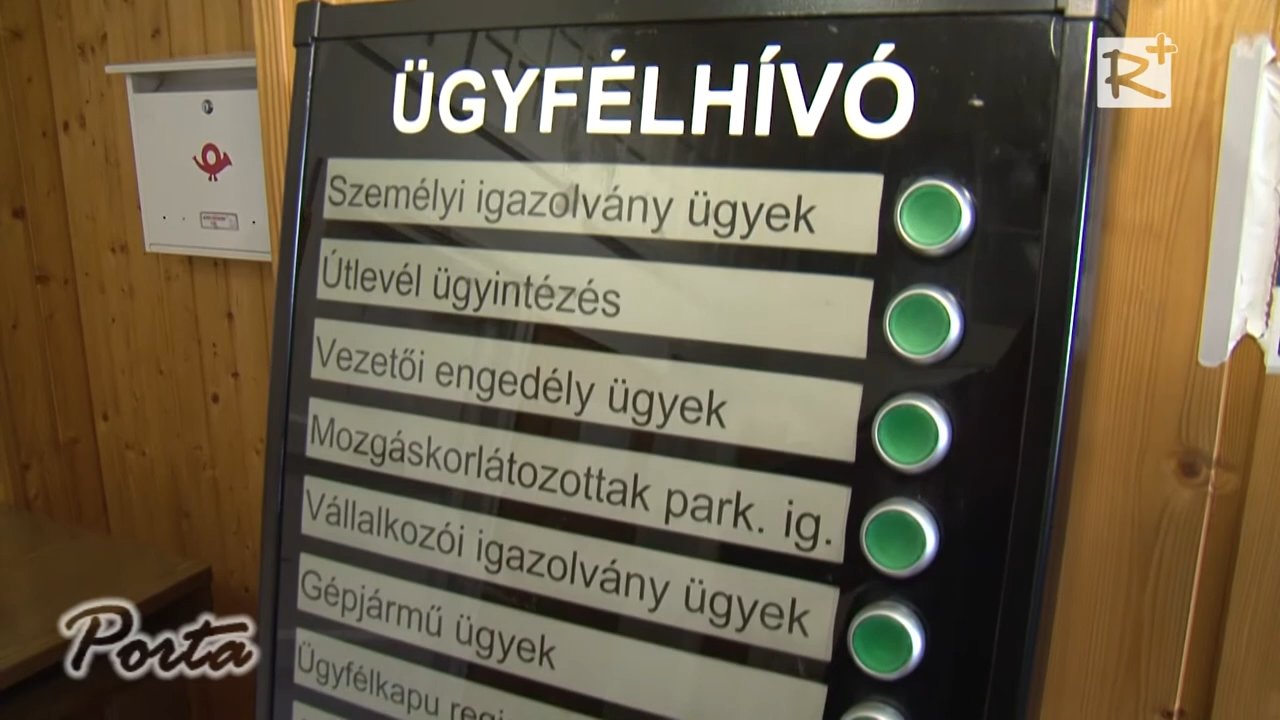 ÜGYFÉLHÍVÓ
R+
Személyi igazolvány ügyek
Útlevél ügyintézés
Vezetői engedély ügyek
Mozgáskorlátozottak park. ig.
Vállalkozói igazolvány ügyek
Gépjármű ügyek
Ügyfélkapu
Porta